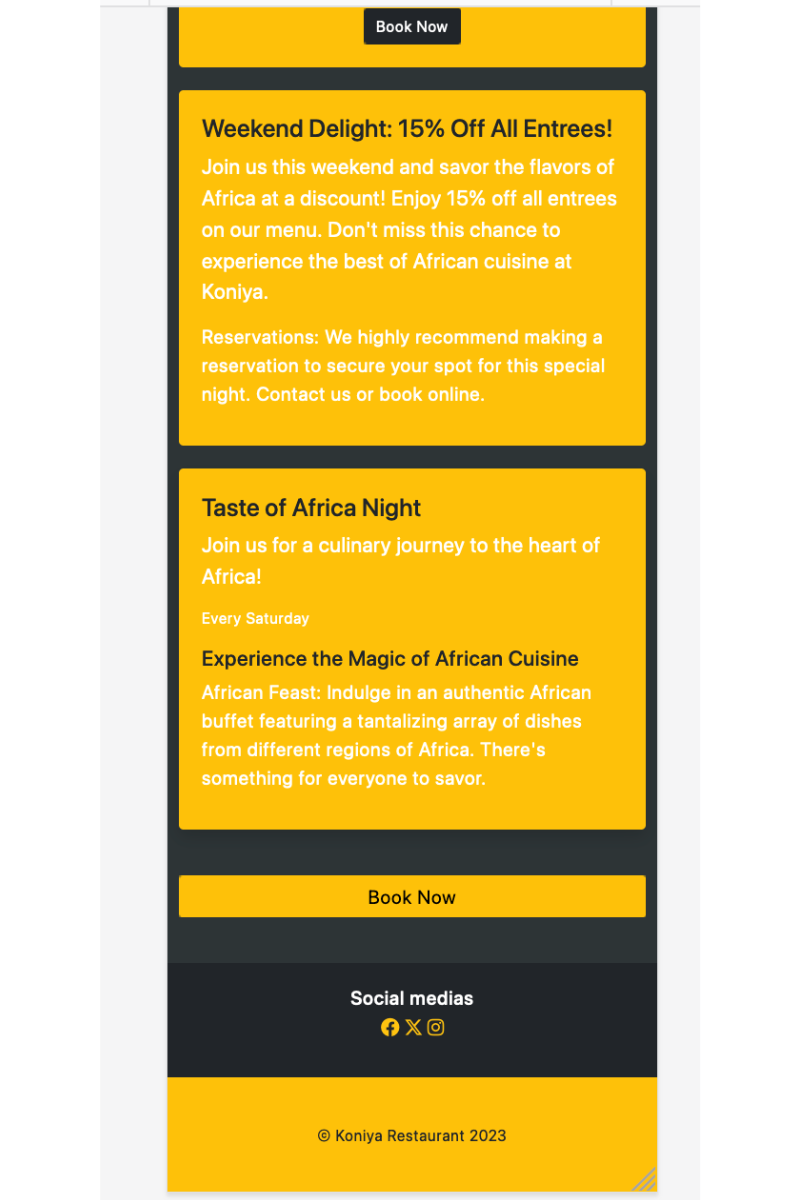 Book Now
Weekend Delight: 15% Off All Entrees!
Join us this weekend and savor the flavors of
Africa at a discount! Enjoy 15% off all entrees
on our menu. Don't miss this chance to
experience the best of African cuisine at
Koniya.
Reservations: We highly recommend making a
reservation to secure your spot for this special
night. Contact us or book online.
Taste of Africa Night
Join us for a culinary journey to the heart of
Africa!
Every Saturday
Experience the Magic of African Cuisine
African Feast: Indulge in an authentic African
buffet featuring a tantalizing array of dishes
from different regions of Africa. There's
something for everyone to savor.
Book Now
Social medias
© Koniya Restaurant 2023